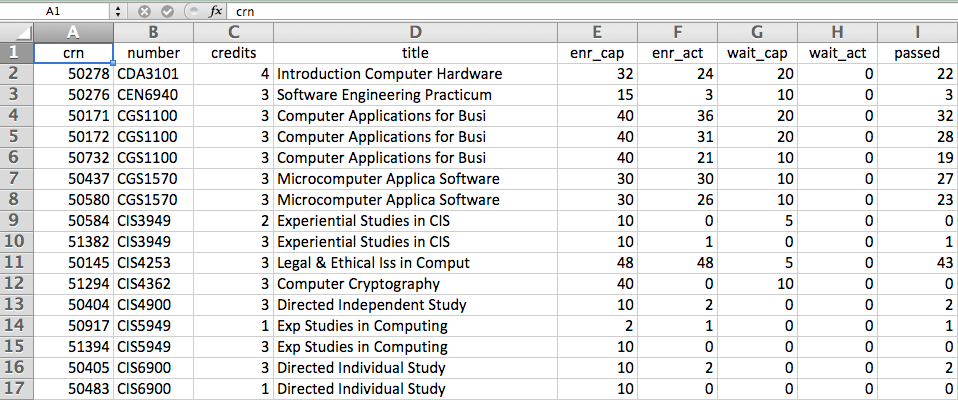 A1 fx crn
A B C D E F G H I
1 crn number credits title enr_cap enr_act wait_cap wait_act passed
2 50278 CDA3101 4 Introduction Computer Hardware 32 24 20 0 22
3 50276 CEN6940 3 Software Engineering Practicum 15 3 10 0 3
4 50171 CGS1100 3 Computer Applications for Busi 40 36 20 0 32
5 50172 CGS1100 3 Computer Applications for Busi 40 31 20 0 28
6 50732 CGS1100 3 Computer Applications for Busi 40 21 10 0 19
7 50437 CGS1570 3 Microcomputer Applica Software 30 30 10 0 27
8 50580 CGS1570 3 Microcomputer Applica Software 30 26 10 0 23
9 50584 CIS3949 2 Experiential Studies in CIS 10 0 5 0 0
10 51382 CIS3949 3 Experiential Studies in CIS 10 1 0 0 1
11 50145 CIS4253 3 Legal & Ethical Iss in Comput 48 48 5 0 43
12 51294 CIS4362 3 Computer Cryptography 40 0 10 0 0
13 50404 CIS4900 3 Directed Independent Study 10 2 0 0 2
14 50917 CIS5949 1 Exp Studies in Computing 2 1 0 0 1
15 51394 CIS5949 3 Exp Studies in Computing 10 0 0 0 0
16 50405 CIS6900 3 Directed Individual Study 10 2 0 0 2
17 50483 CIS6900 1 Directed Individual Study 10 0 0 0 0